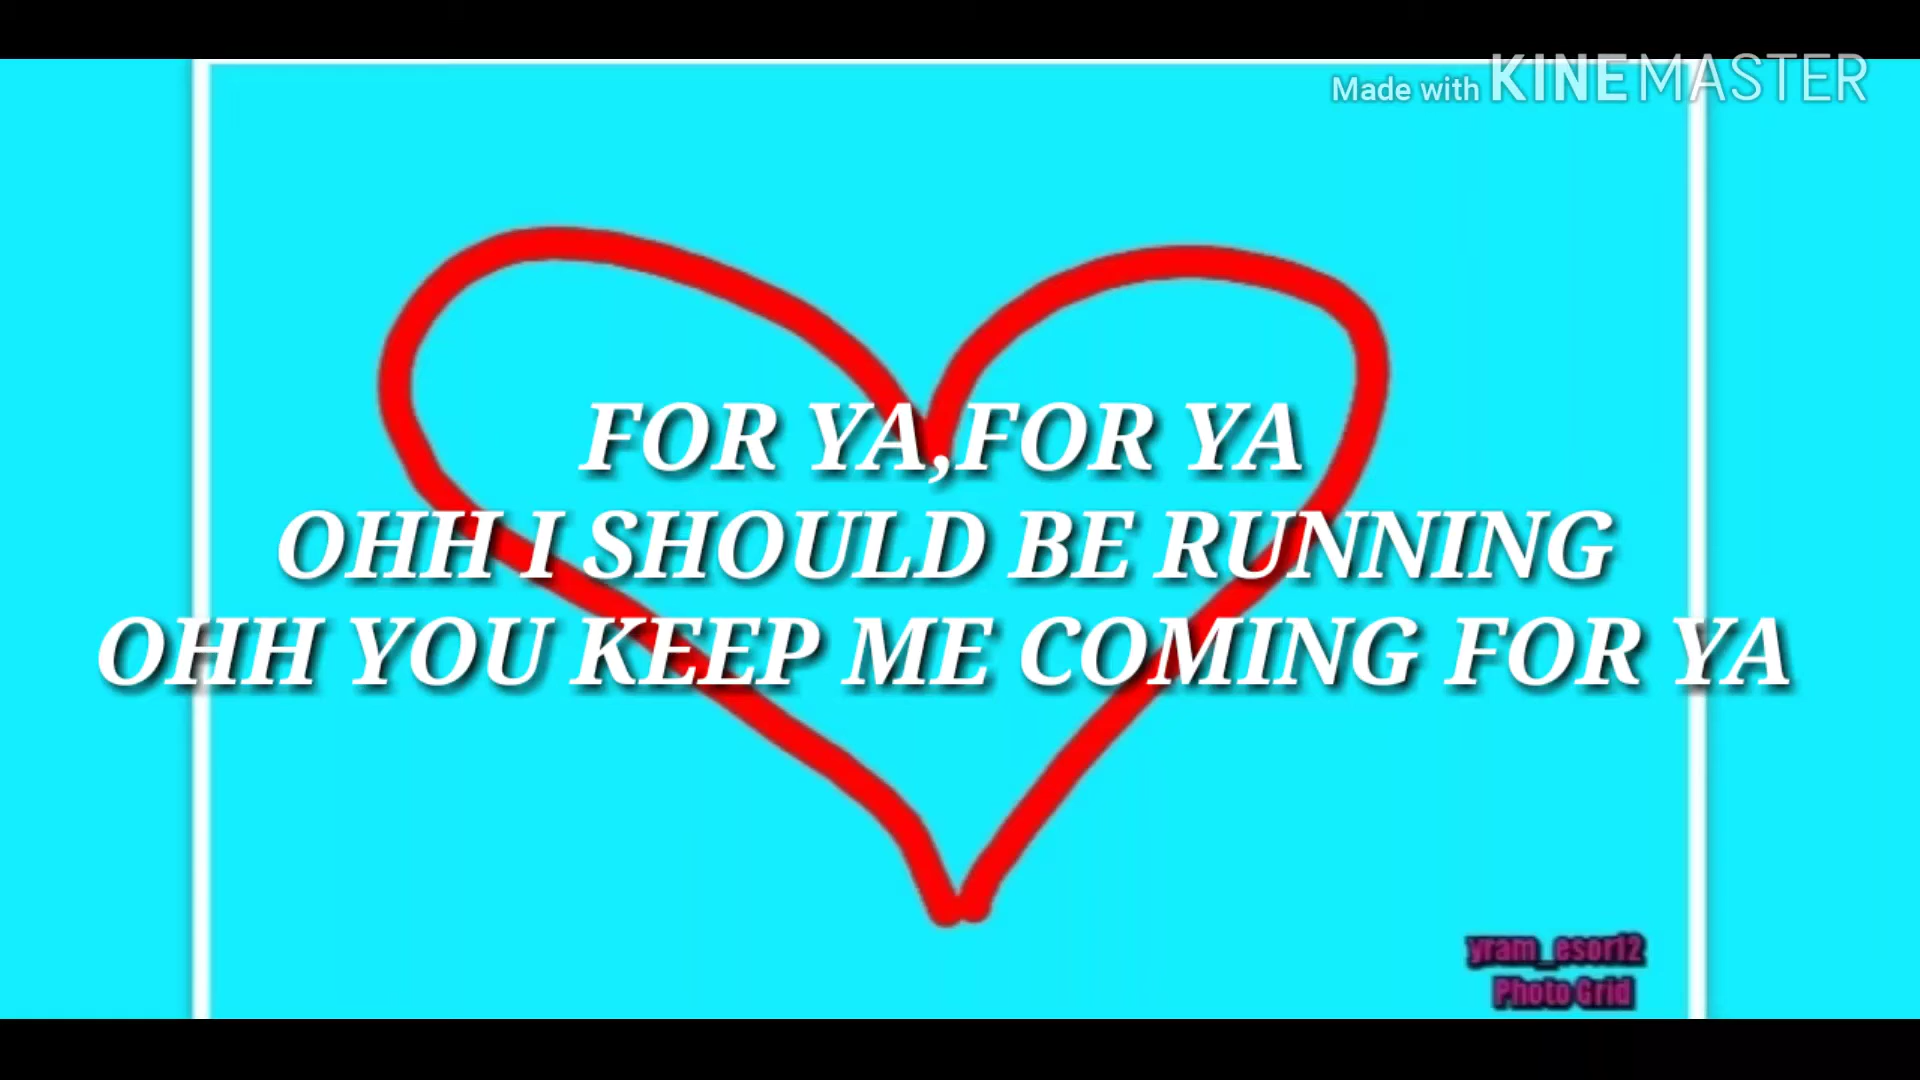 Made with KINEMASTER
FOR YA,FOR YA
OHH I SHOULD BE RUNNING
OHH YOU KEEP ME COMING FOR YA
yram_esor12
Photo Grid